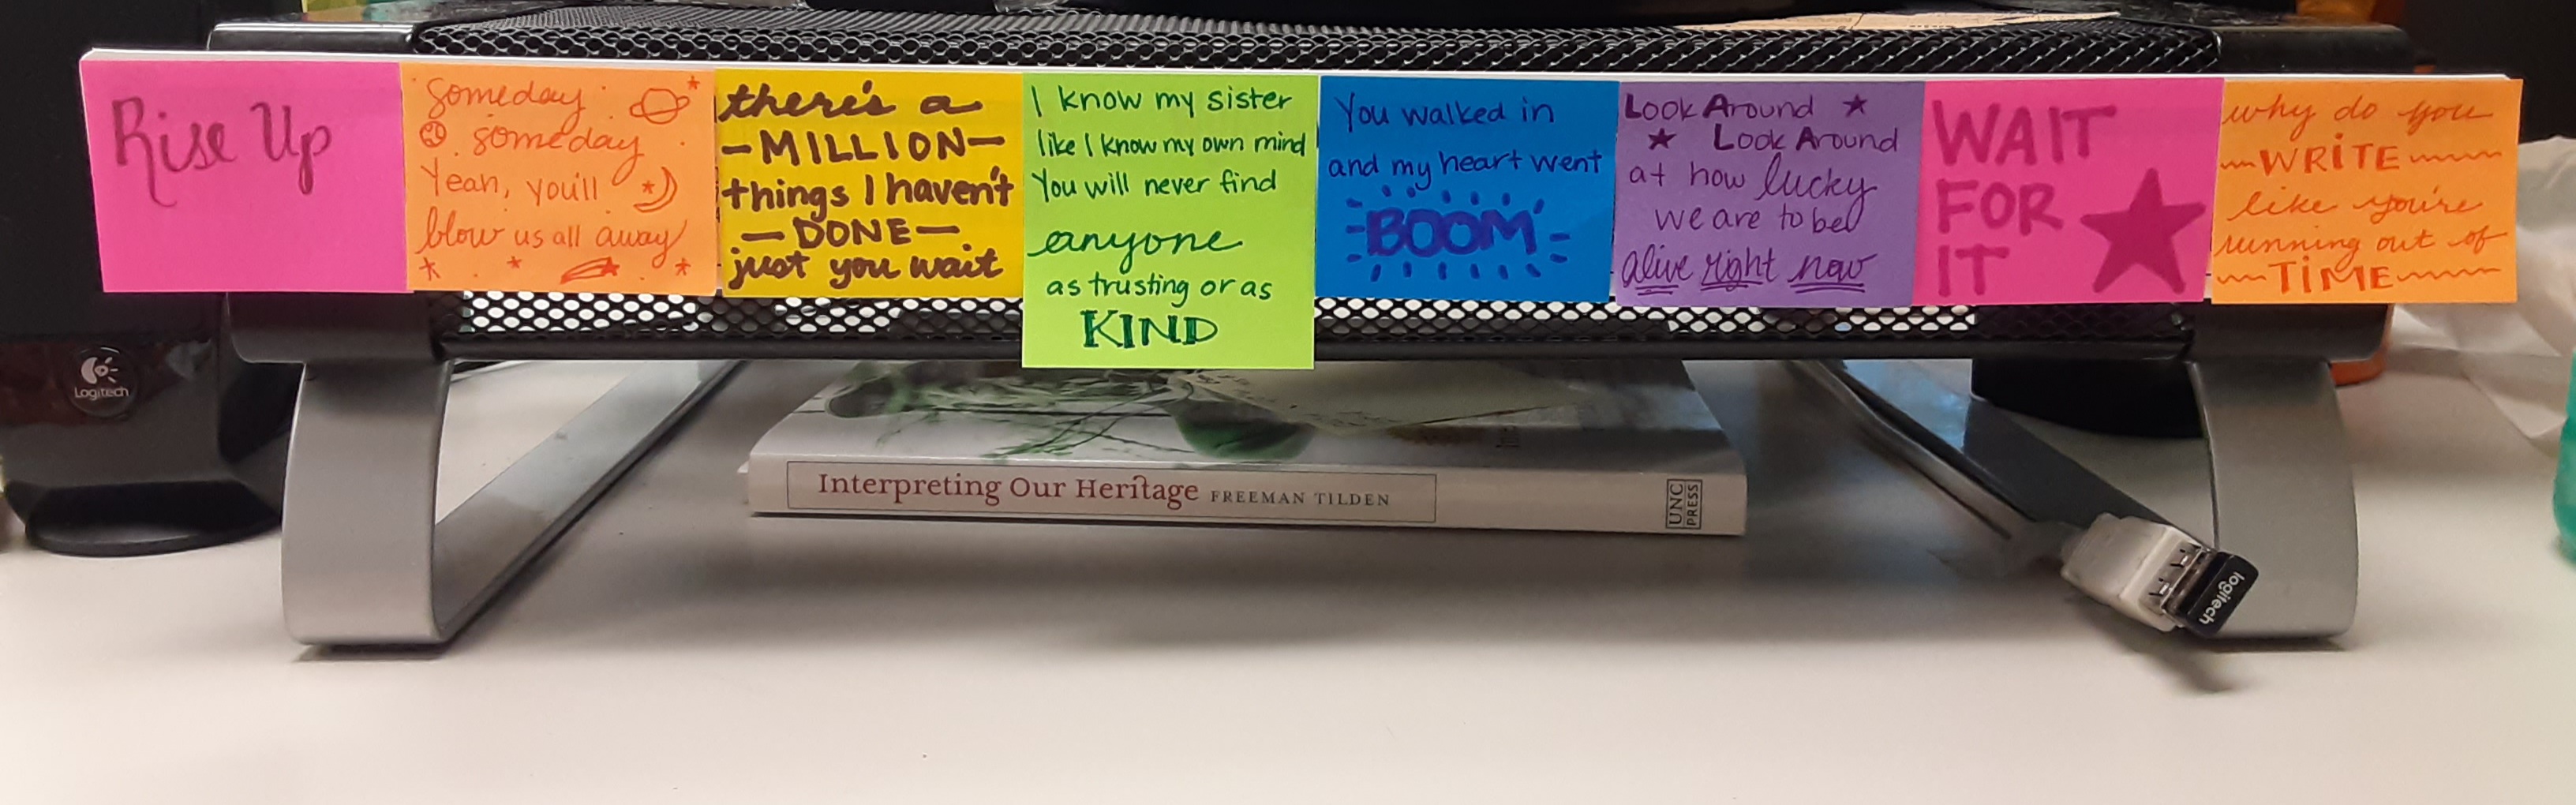 Rise Up
someday
someday
Yeah, you'll
blow us all away
there's a
—MILLION—
things I haven't
—DONE—
just you wait
I know my sister
like I know my own mind
You will never find
anyone
as trusting or as
KIND
You walked in
and my heart went
BOOM
Look Around
Look Around
at how lucky
we are to be
alive right now
WAIT
FOR
IT
why do you
WRITE
like you're
running out of
TIME
Logitech
Interpreting Our Heritage FREEMAN TILDEN
UNC
PRESS
logitech